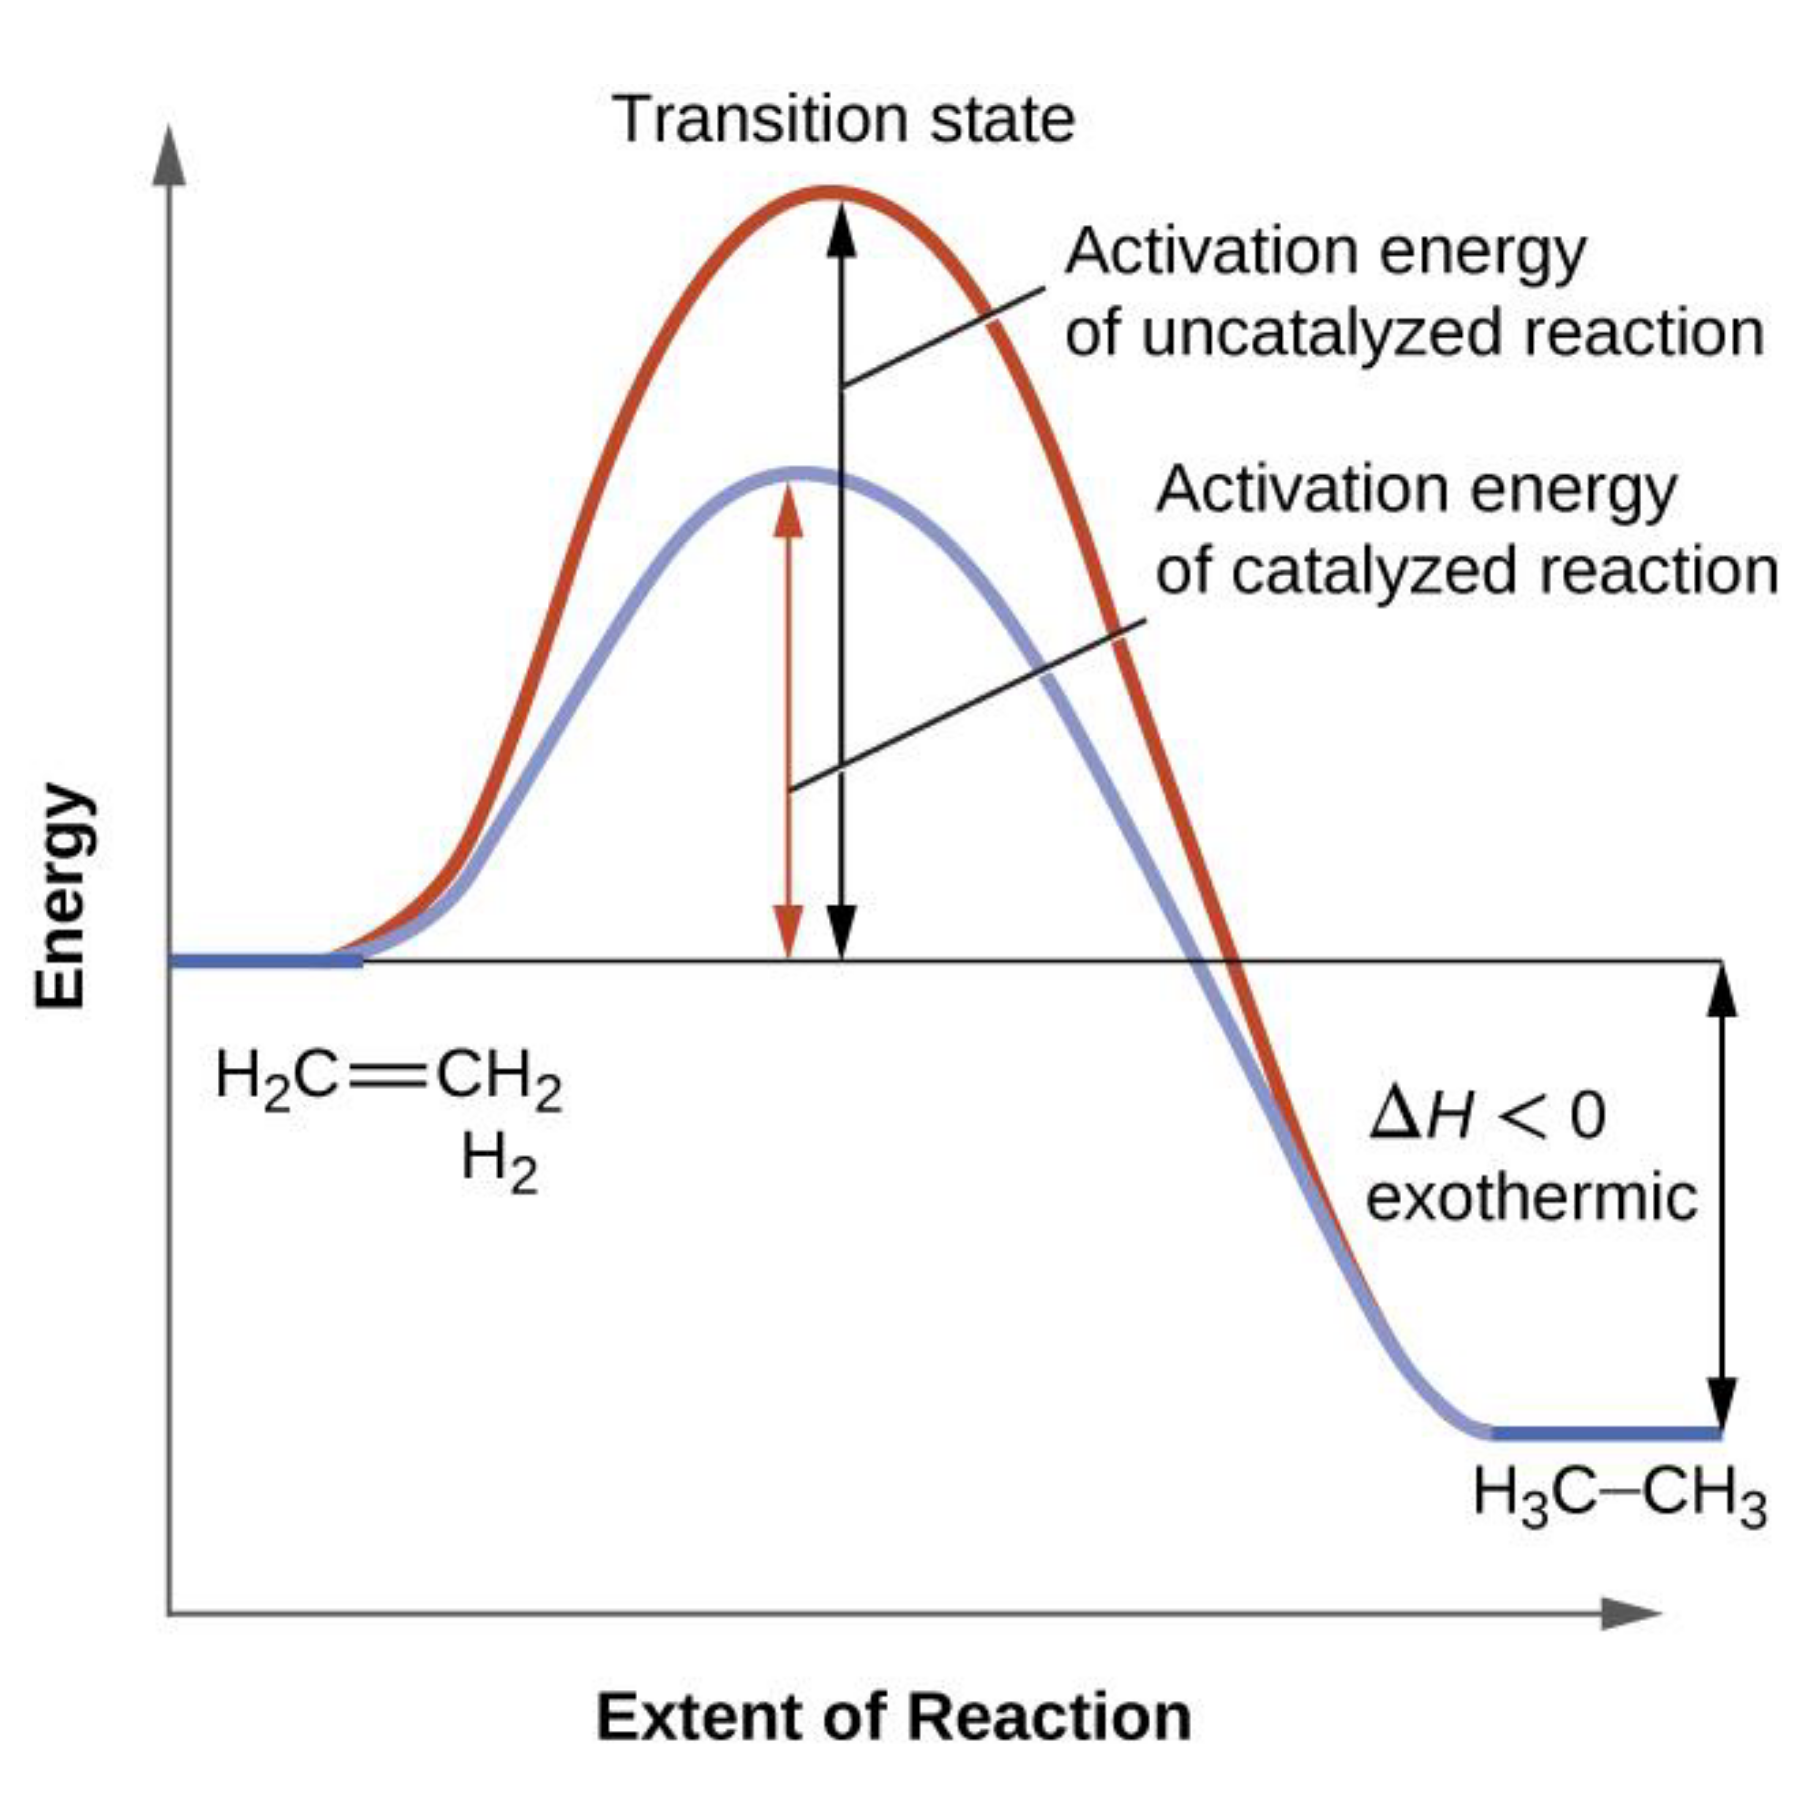 Transition state
Activation energy
of uncatalyzed reaction
Activation energy
of catalyzed reaction
Energy
H₂C=CH₂
H₂
ΔH < 0
exothermic
H₃C–CH₃
Extent of Reaction